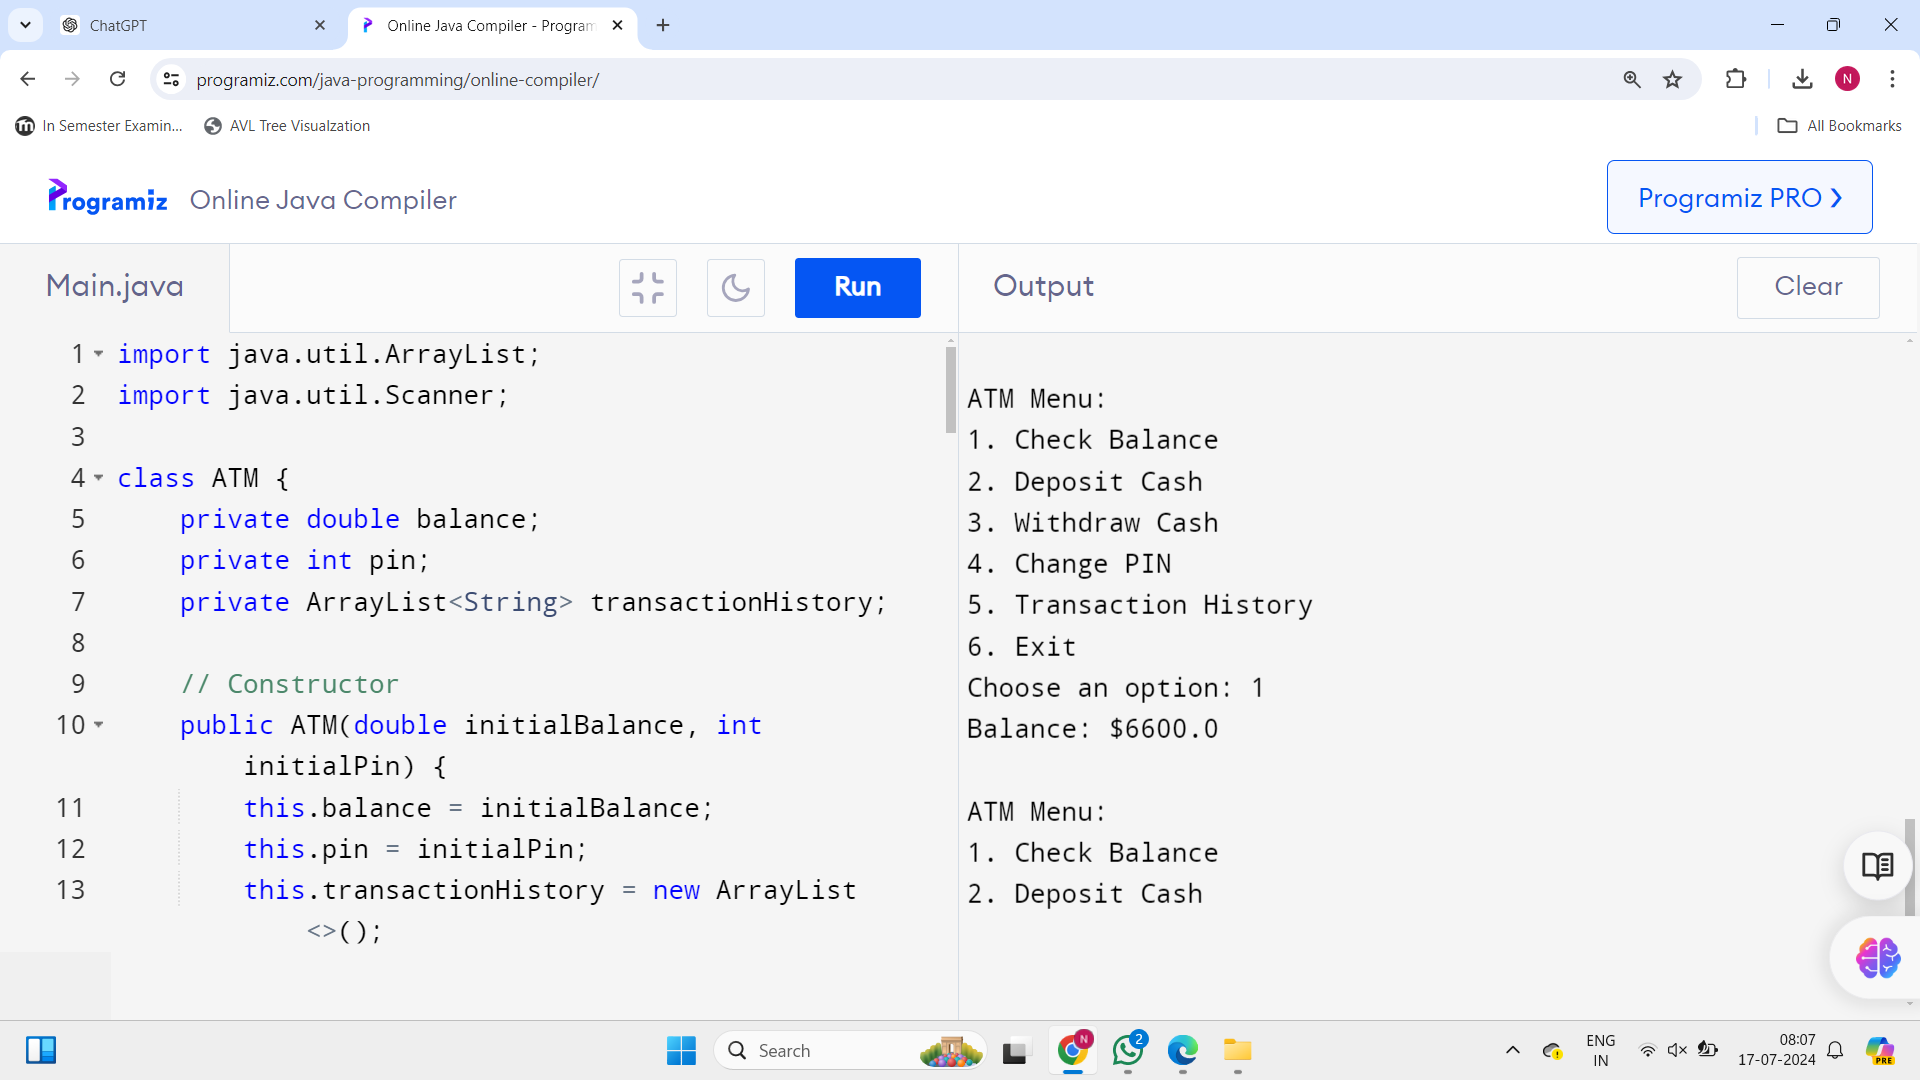 ChatGPT
Online Java Compiler - Program
programiz.com/java-programming/online-compiler/
N
In Semester Examin...
AVL Tree Visualzation
All Bookmarks
Programiz
Online Java Compiler
Programiz PRO ❯
Main.java
Run
Output
Clear
1 import java.util.ArrayList;
2 import java.util.Scanner;
3
4 class ATM {
5 private double balance;
6 private int pin;
7 private ArrayList<String> transactionHistory;
8
9 // Constructor
10 public ATM(double initialBalance, int
initialPin) {
11 this.balance = initialBalance;
12 this.pin = initialPin;
13 this.transactionHistory = new ArrayList
<>();
ATM Menu:
1. Check Balance
2. Deposit Cash
3. Withdraw Cash
4. Change PIN
5. Transaction History
6. Exit
Choose an option: 1
Balance: $6600.0
ATM Menu:
1. Check Balance
2. Deposit Cash
Search
N
2
ENG
IN
08:07
17-07-2024
PRE